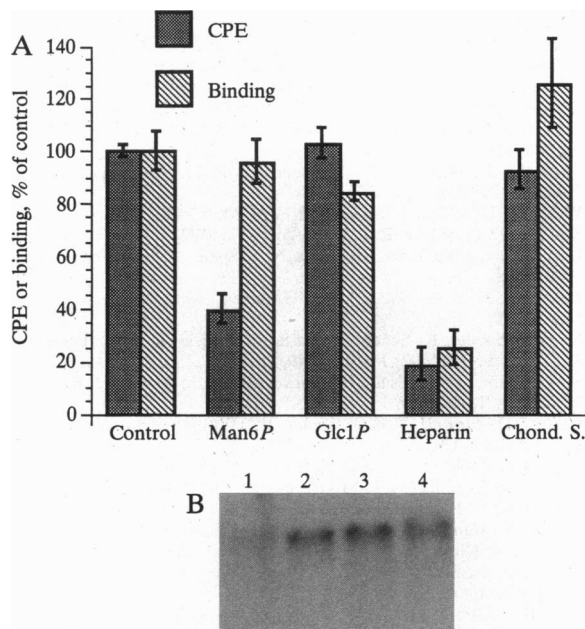 A
CPE
Binding
CPE or binding, % of control
140
120
100
80
60
40
20
0
Control Man6P Glc1P Heparin Chond. S.
B
1 2 3 4